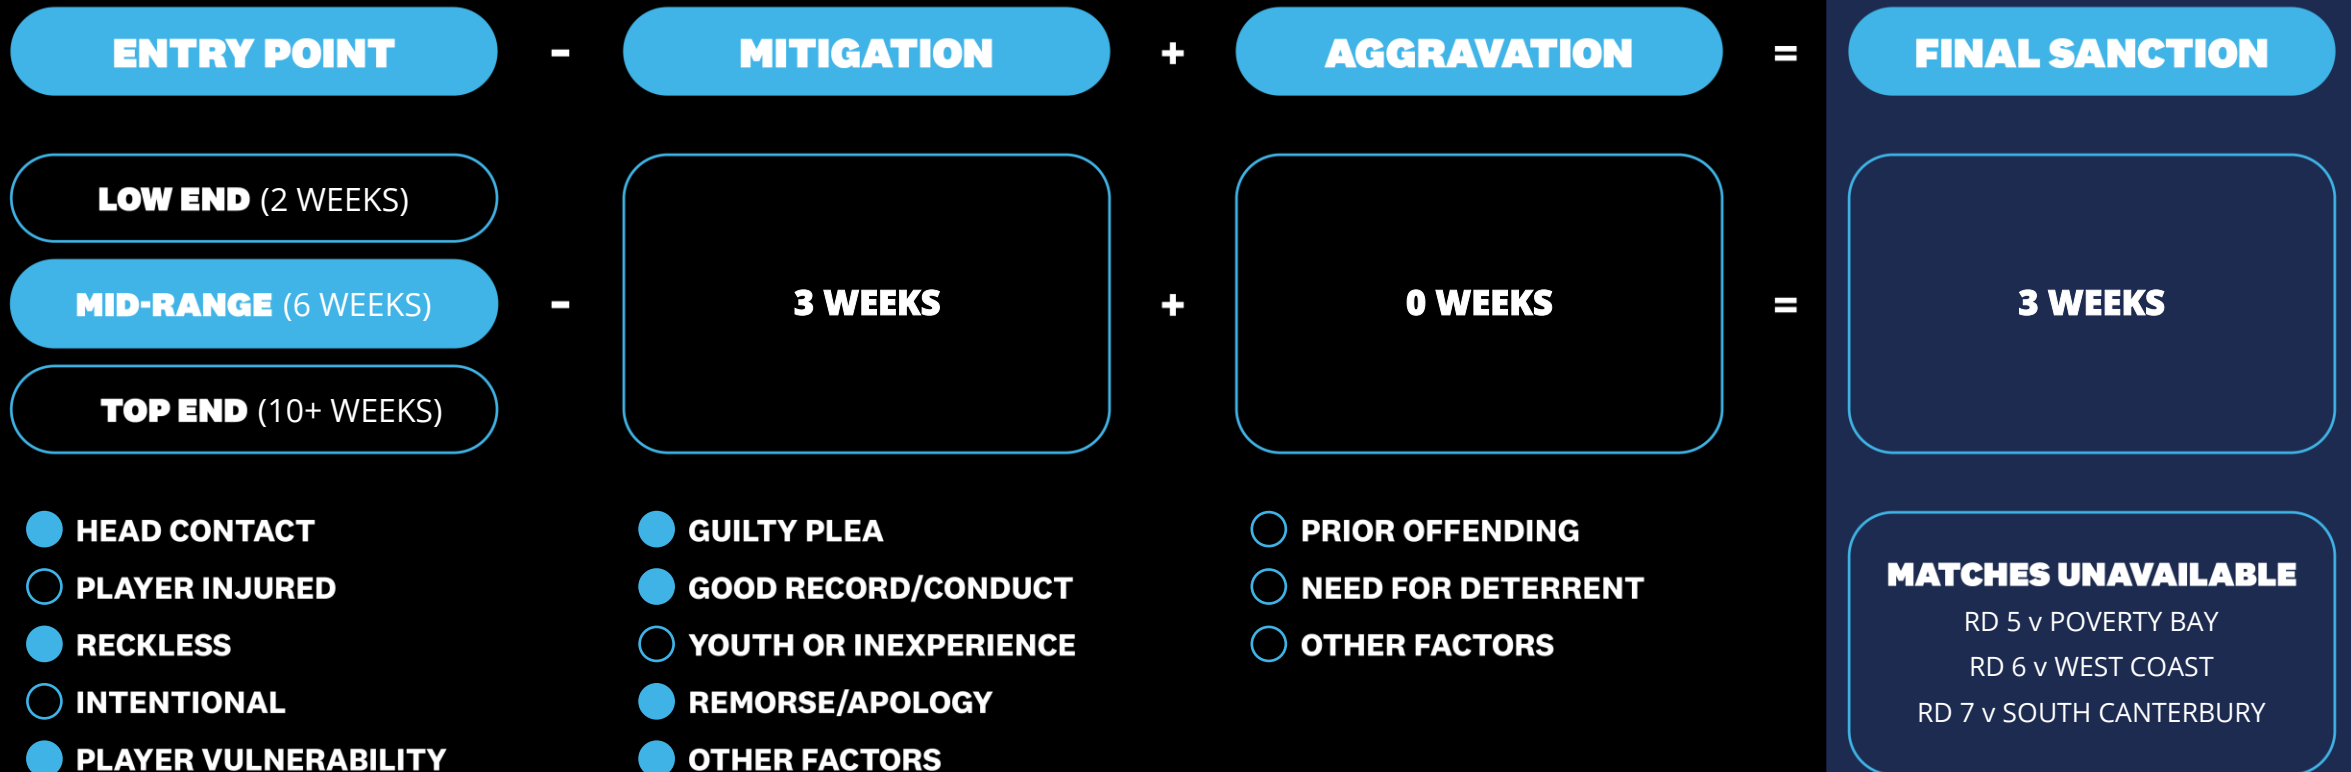 ENTRY POINT - MITIGATION + AGGRAVATION = FINAL SANCTION
LOW END (2 WEEKS)
MID-RANGE (6 WEEKS) - 3 WEEKS + 0 WEEKS = 3 WEEKS
TOP END (10+ WEEKS)
HEAD CONTACT
PLAYER INJURED
RECKLESS
INTENTIONAL
PLAYER VULNERABILITY
GUILTY PLEA
GOOD RECORD/CONDUCT
YOUTH OR INEXPERIENCE
REMORSE/APOLOGY
OTHER FACTORS
PRIOR OFFENDING
NEED FOR DETERRENT
OTHER FACTORS
MATCHES UNAVAILABLE
RD 5 v POVERTY BAY
RD 6 v WEST COAST
RD 7 v SOUTH CANTERBURY